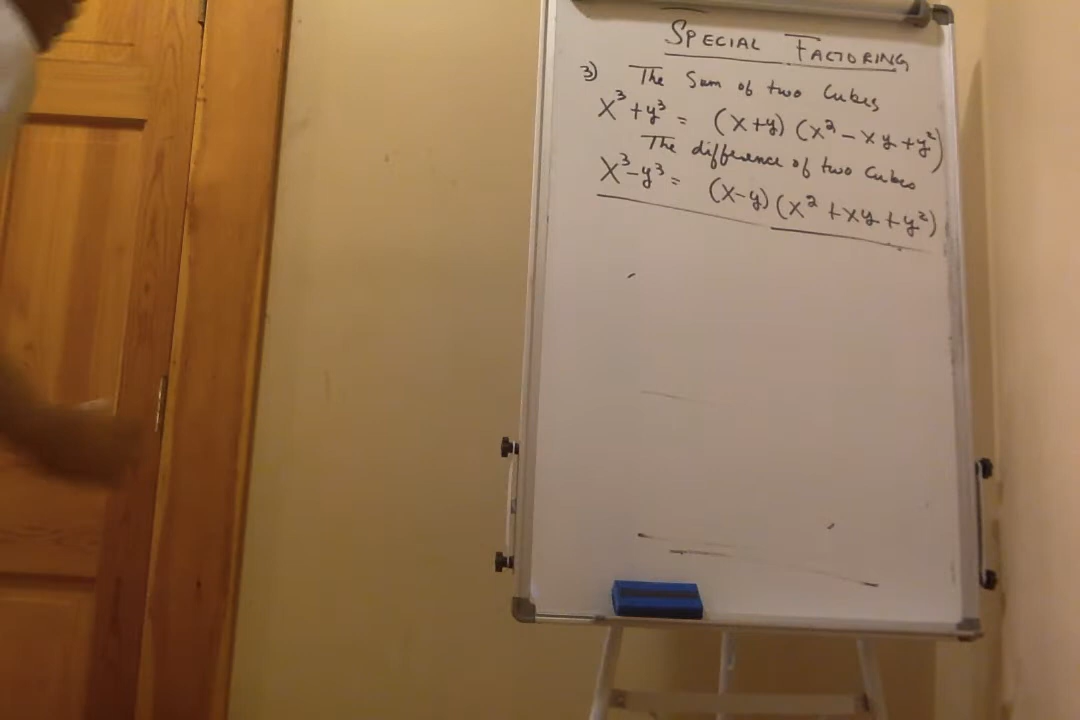 SPECIAL FACTORING
3) The Sum of two Cubes
x³ + y³ = (x+y) (x² - xy + y²)
The difference of two cubes
x³ - y³ = (x-y) (x² + xy + y²)